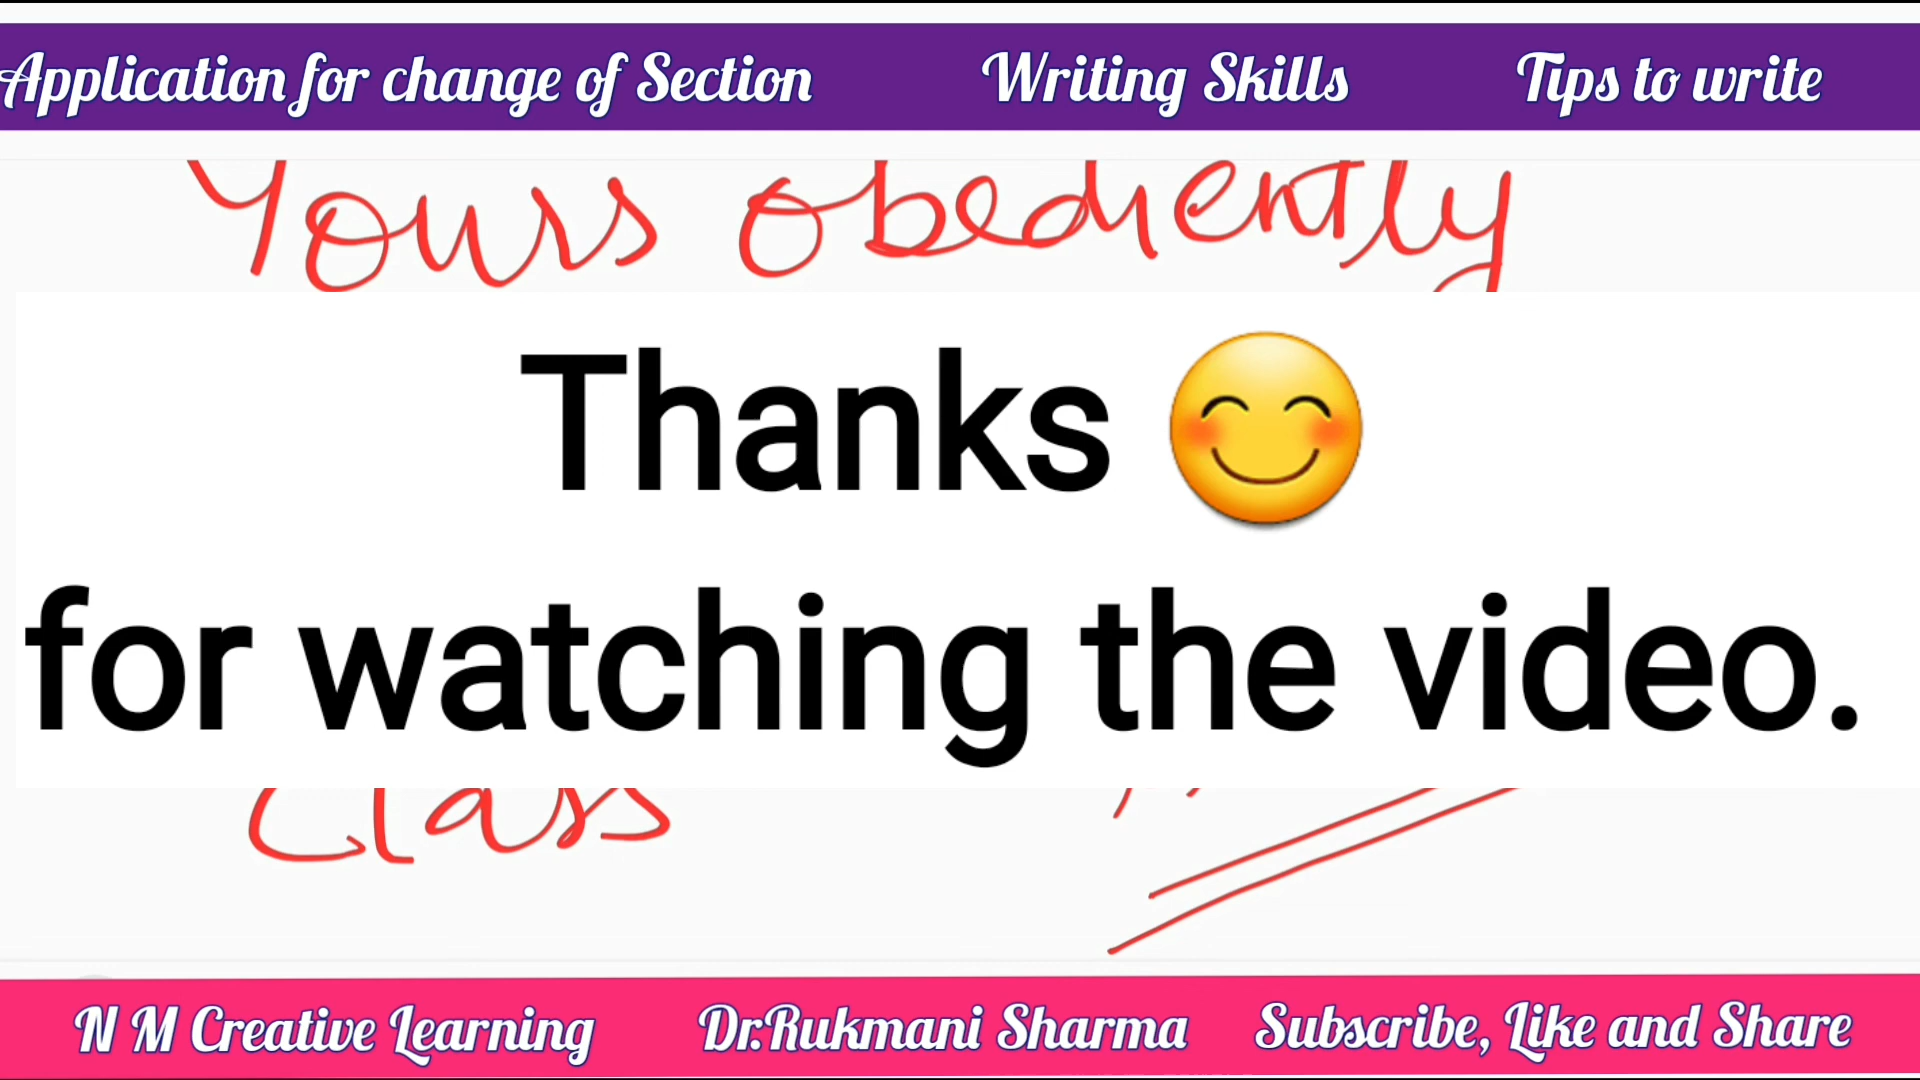 Application for change of Section Writing Skills Tips to write
Yours obediently
Thanks 😊
for watching the video.
Class
N M Creative Learning Dr.Rukmani Sharma Subscribe, Like and Share